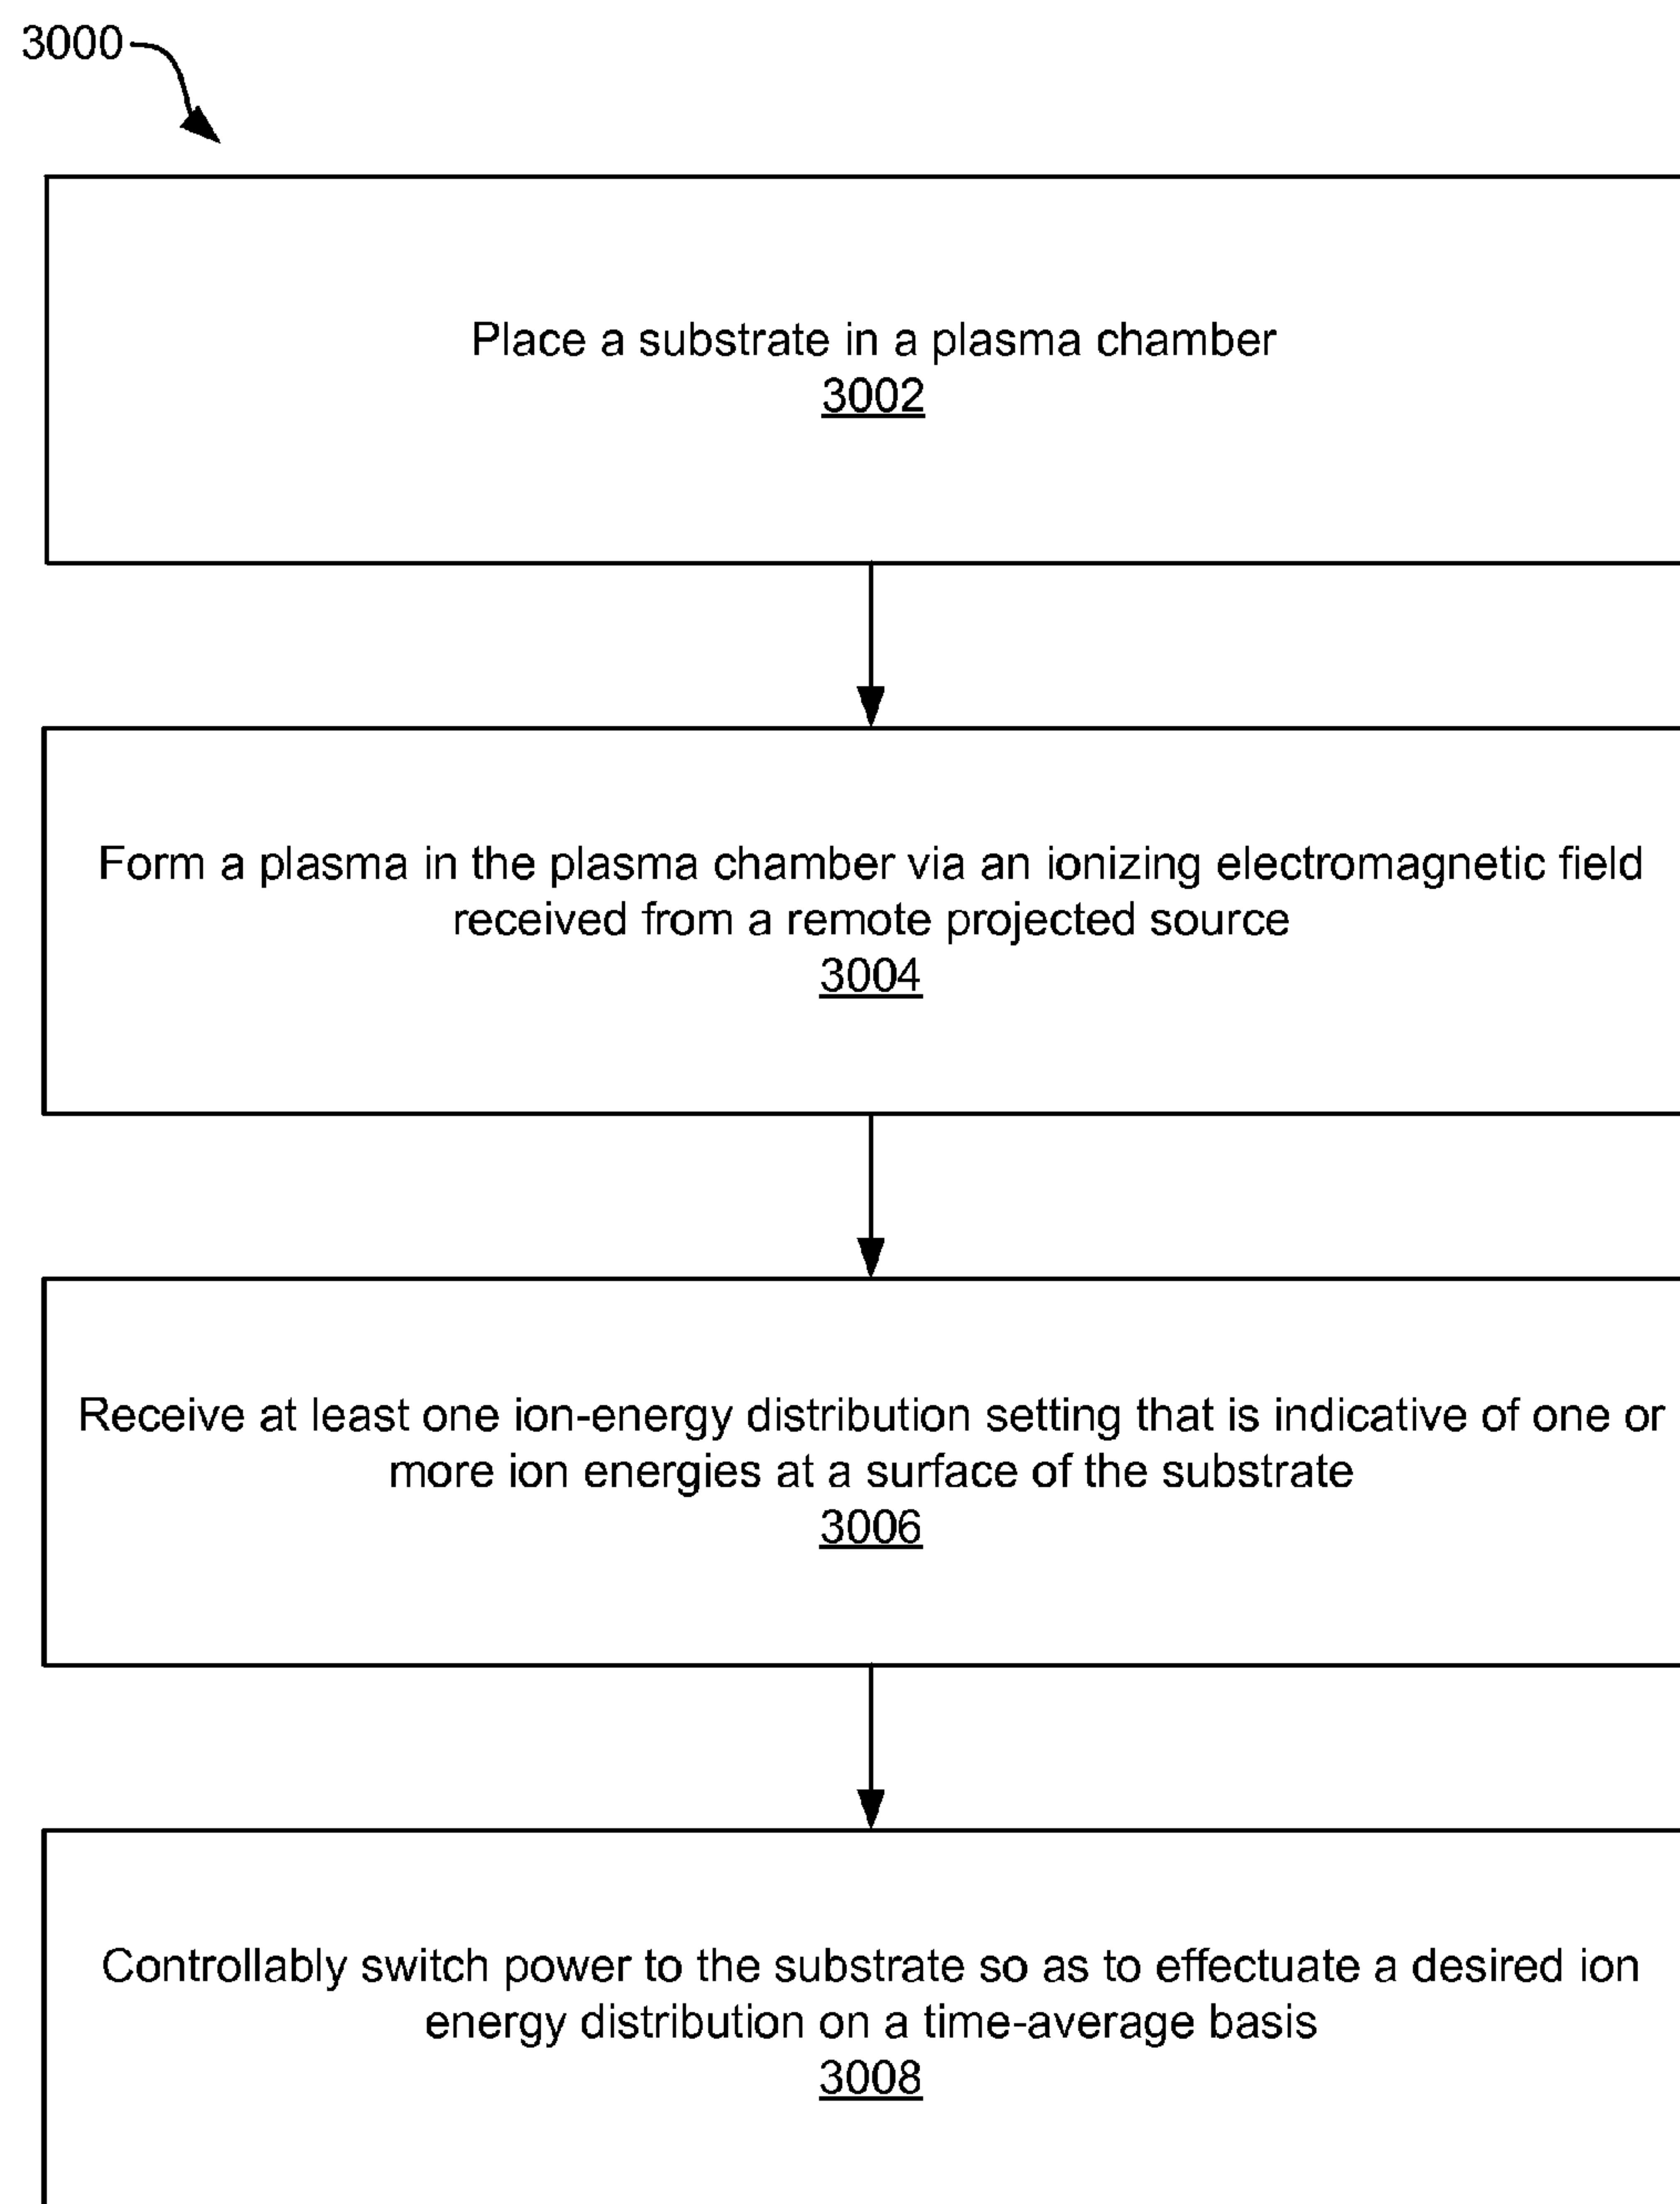 3000
Place a substrate in a plasma chamber
3002
Form a plasma in the plasma chamber via an ionizing electromagnetic field
received from a remote projected source
3004
Receive at least one ion-energy distribution setting that is indicative of one or
more ion energies at a surface of the substrate
3006
Controllably switch power to the substrate so as to effectuate a desired ion
energy distribution on a time-average basis
3008